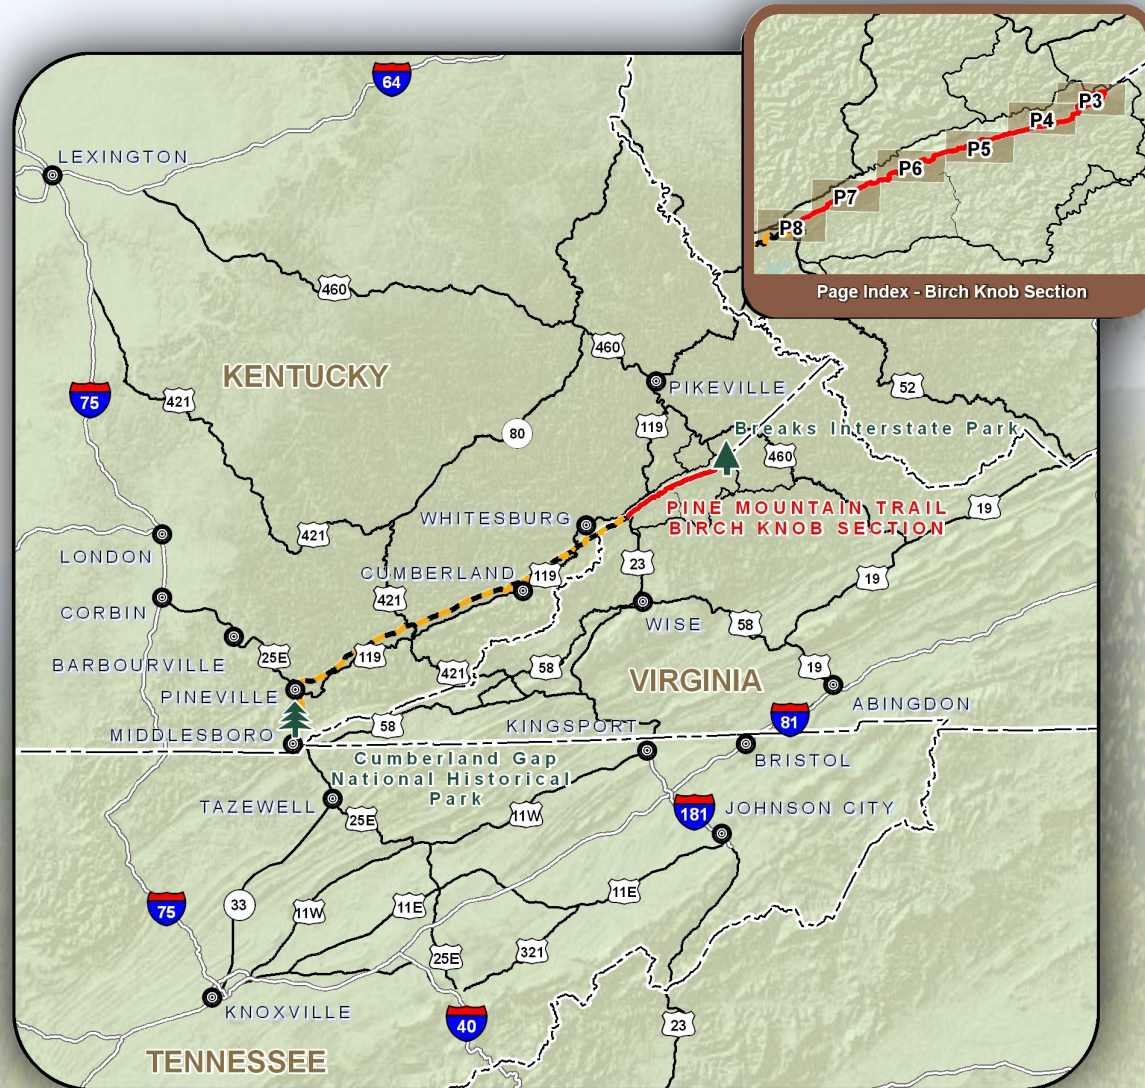 64
P3
P4
P5
P6
P7
P8
Page Index - Birch Knob Section
LEXINGTON
460
KENTUCKY
460
PIKEVILLE
52
75
421
119
80
Breaks Interstate Park
460
PINE MOUNTAIN TRAIL
BIRCH KNOB SECTION
19
WHITESBURG
421
LONDON
CUMBERLAND
119
23
19
CORBIN
421
WISE
58
BARBOURVILLE
25E
119
421
58
19
PINEVILLE
VIRGINIA
ABINGDON
81
58
KINGSPORT
MIDDLESBORO
Cumberland Gap
National Historical
Park
BRISTOL
TAZEWELL
25E
11W
181
JOHNSON CITY
75
33
11W
11E
11E
25E
321
KNOXVILLE
40
23
TENNESSEE